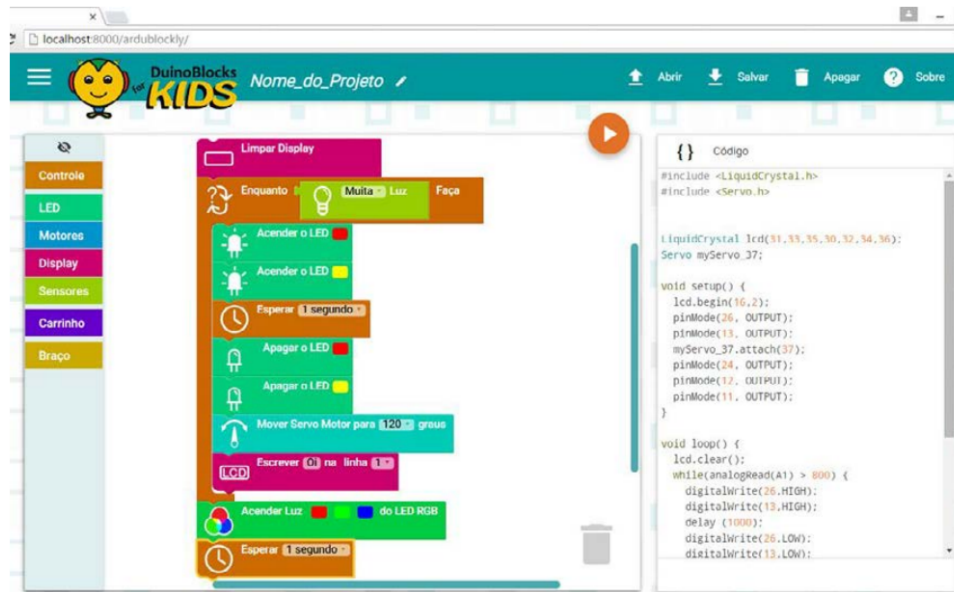 localhost:8000/ardublockly/
DuinoBlocks
for KIDS
Nome_do_Projeto
Abrir
Salvar
Apagar
Sobre
Controle
LED
Motores
Display
Sensores
Carrinho
Braço
Limpar Display
Enquanto Muita Luz Faça
Acender o LED
Acender o LED
Esperar 1 segundo
Apagar o LED
Apagar o LED
Mover Servo Motor para 120 graus
LCD Escrever Oi na linha 1
Acender Luz do LED RGB
Esperar 1 segundo
{ } Código
#include <LiquidCrystal.h>
#include <Servo.h>
LiquidCrystal lcd(31,33,35,30,32,34,36);
Servo myServo_37;
void setup() {
lcd.begin(16,2);
pinMode(26, OUTPUT);
pinMode(13, OUTPUT);
myServo_37.attach(37);
pinMode(24, OUTPUT);
pinMode(12, OUTPUT);
pinMode(11, OUTPUT);
}
void loop() {
lcd.clear();
while(analogRead(A1) > 800) {
digitalWrite(26,HIGH);
digitalWrite(13,HIGH);
delay (1000);
digitalWrite(26,LOW);
digitalWrite(13,LOW);